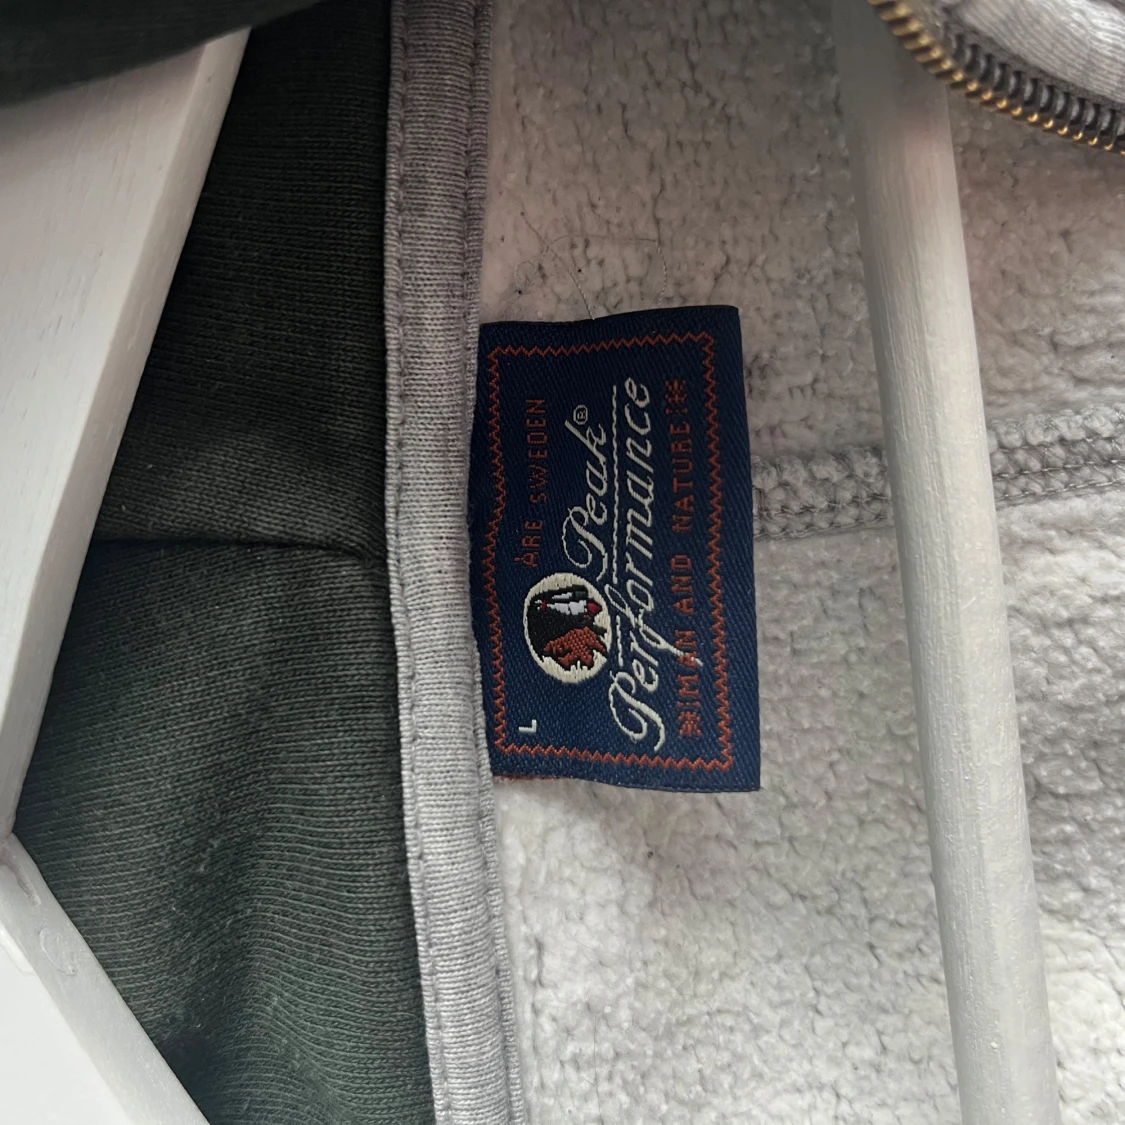 ÅRE SWEDEN
Peak®
Performance
MAN AND NATURE
L